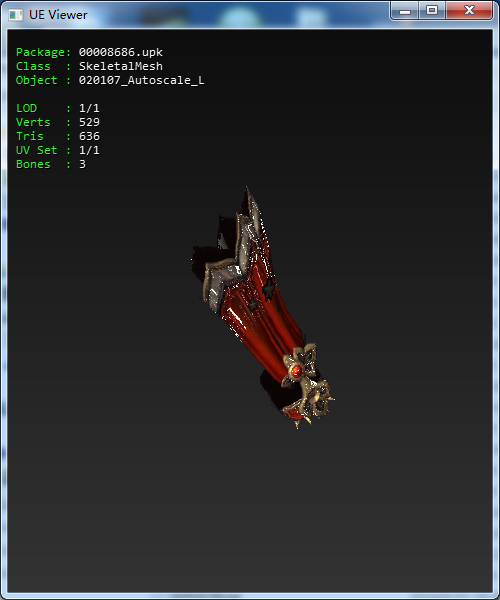 UE Viewer
Package: 00008686.upk
Class : SkeletalMesh
Object : 020107_Autoscale_L
LOD : 1/1
Verts : 529
Tris : 636
UV Set : 1/1
Bones : 3